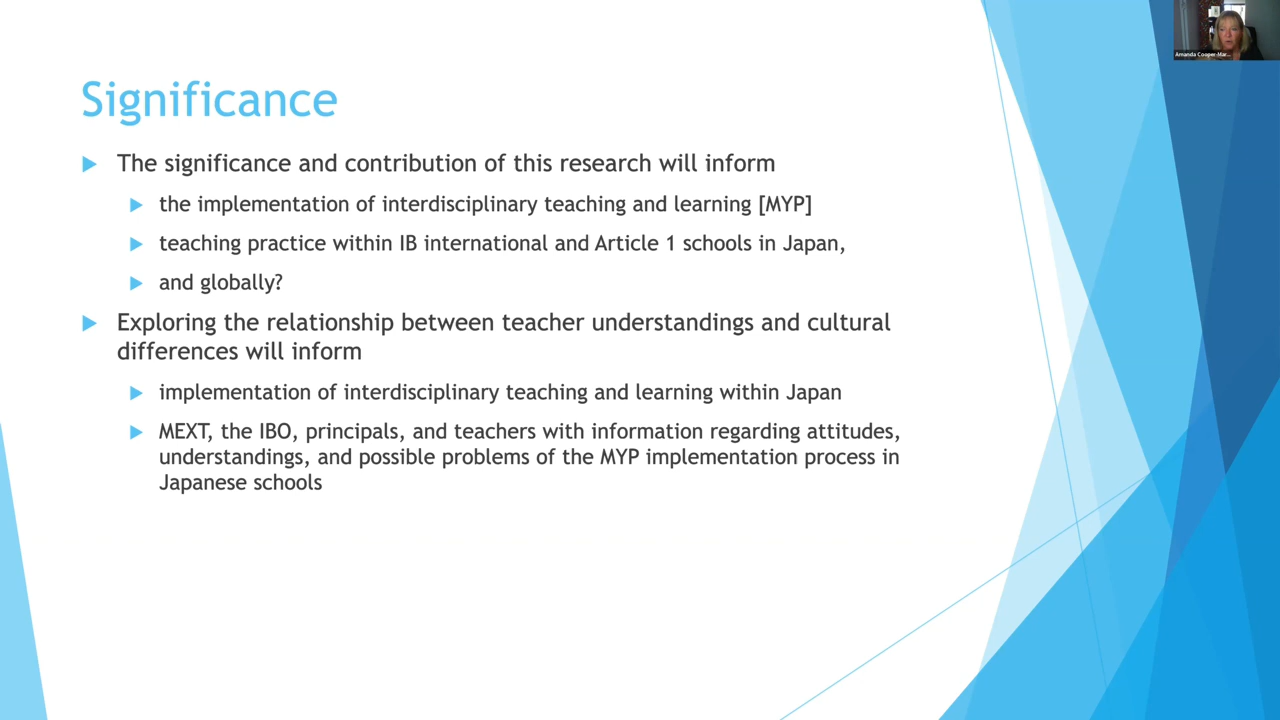 Amanda Cooper-Mar...
Significance
The significance and contribution of this research will inform
the implementation of interdisciplinary teaching and learning [MYP]
teaching practice within IB international and Article 1 schools in Japan,
and globally?
Exploring the relationship between teacher understandings and cultural
differences will inform
implementation of interdisciplinary teaching and learning within Japan
MEXT, the IBO, principals, and teachers with information regarding attitudes,
understandings, and possible problems of the MYP implementation process in
Japanese schools